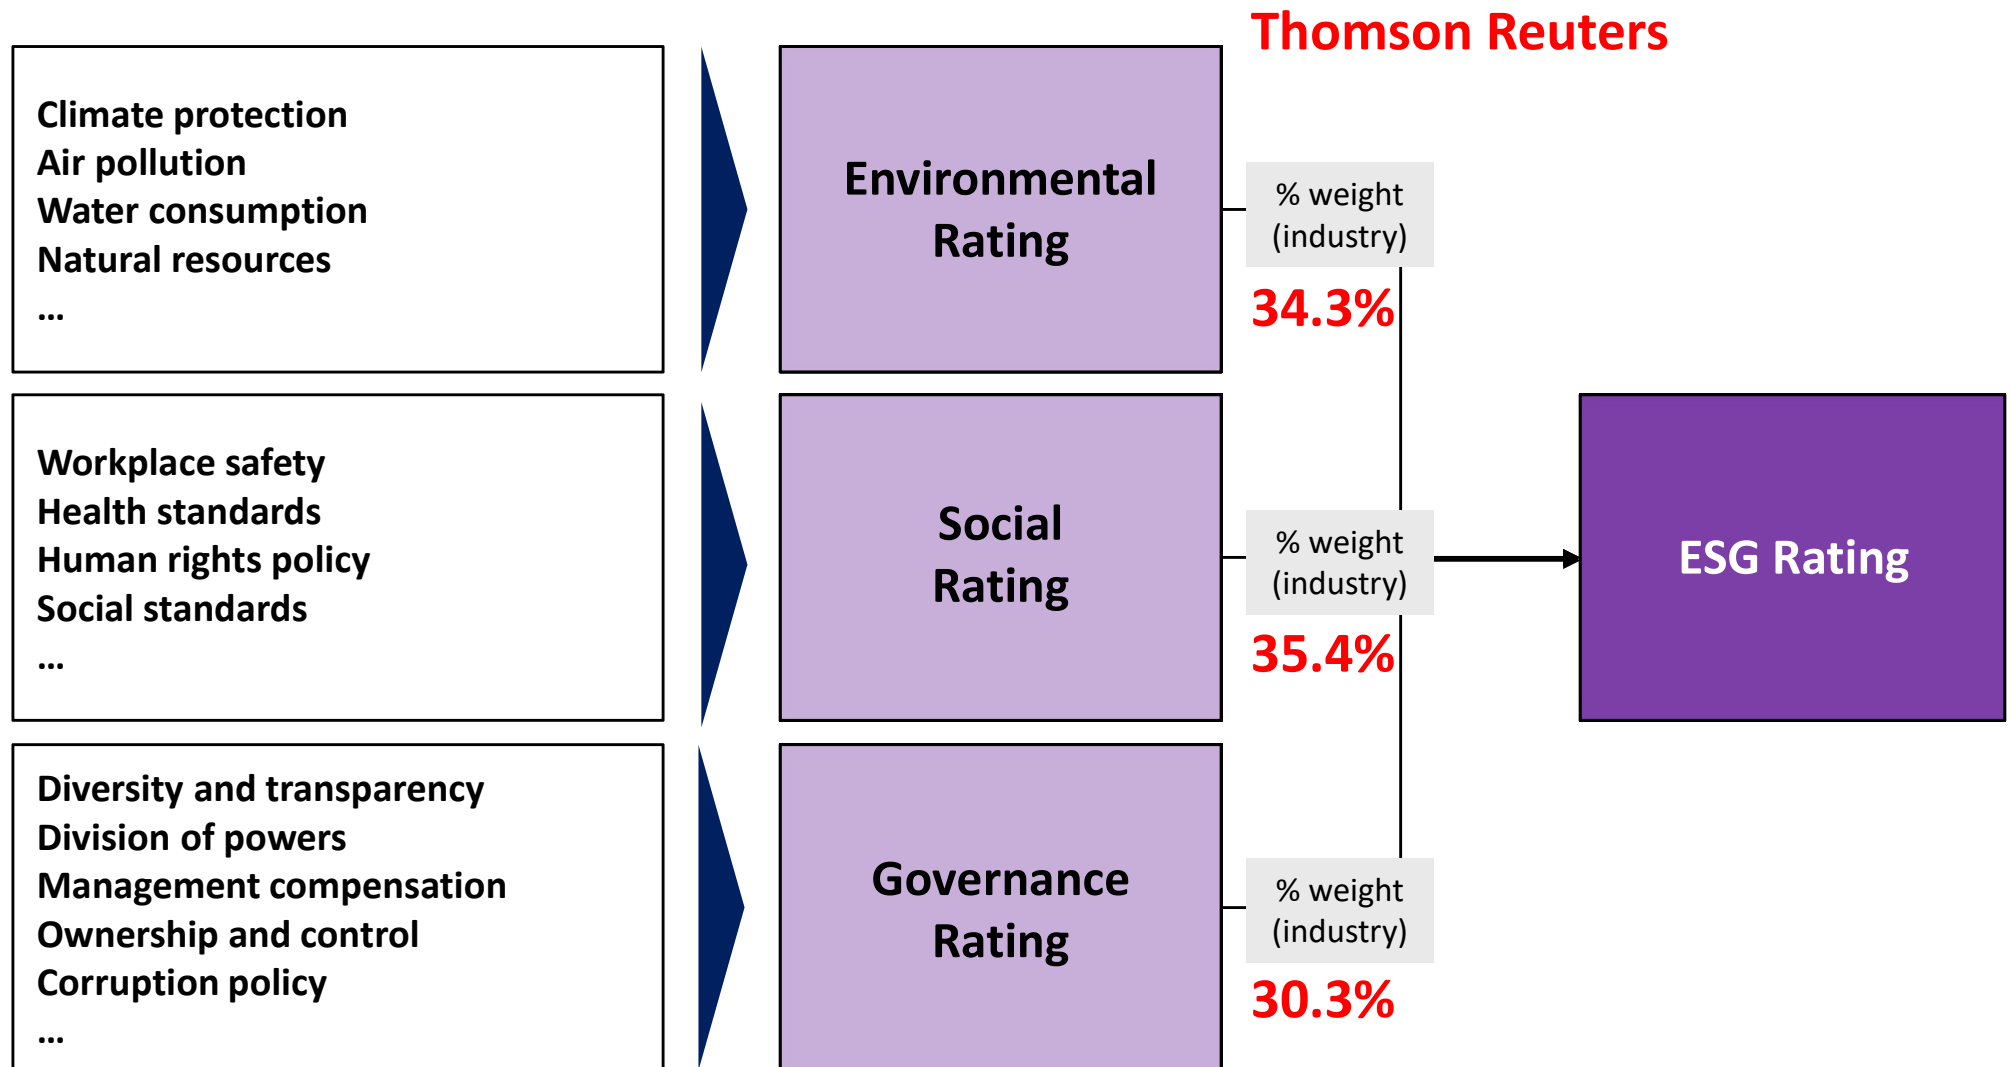 Thomson Reuters
Climate protection
Air pollution
Water consumption
Natural resources
...
Environmental
Rating
% weight
(industry)
34.3%
Workplace safety
Health standards
Human rights policy
Social standards
...
Social
Rating
% weight
(industry)
35.4%
ESG Rating
Diversity and transparency
Division of powers
Management compensation
Ownership and control
Corruption policy
...
Governance
Rating
% weight
(industry)
30.3%